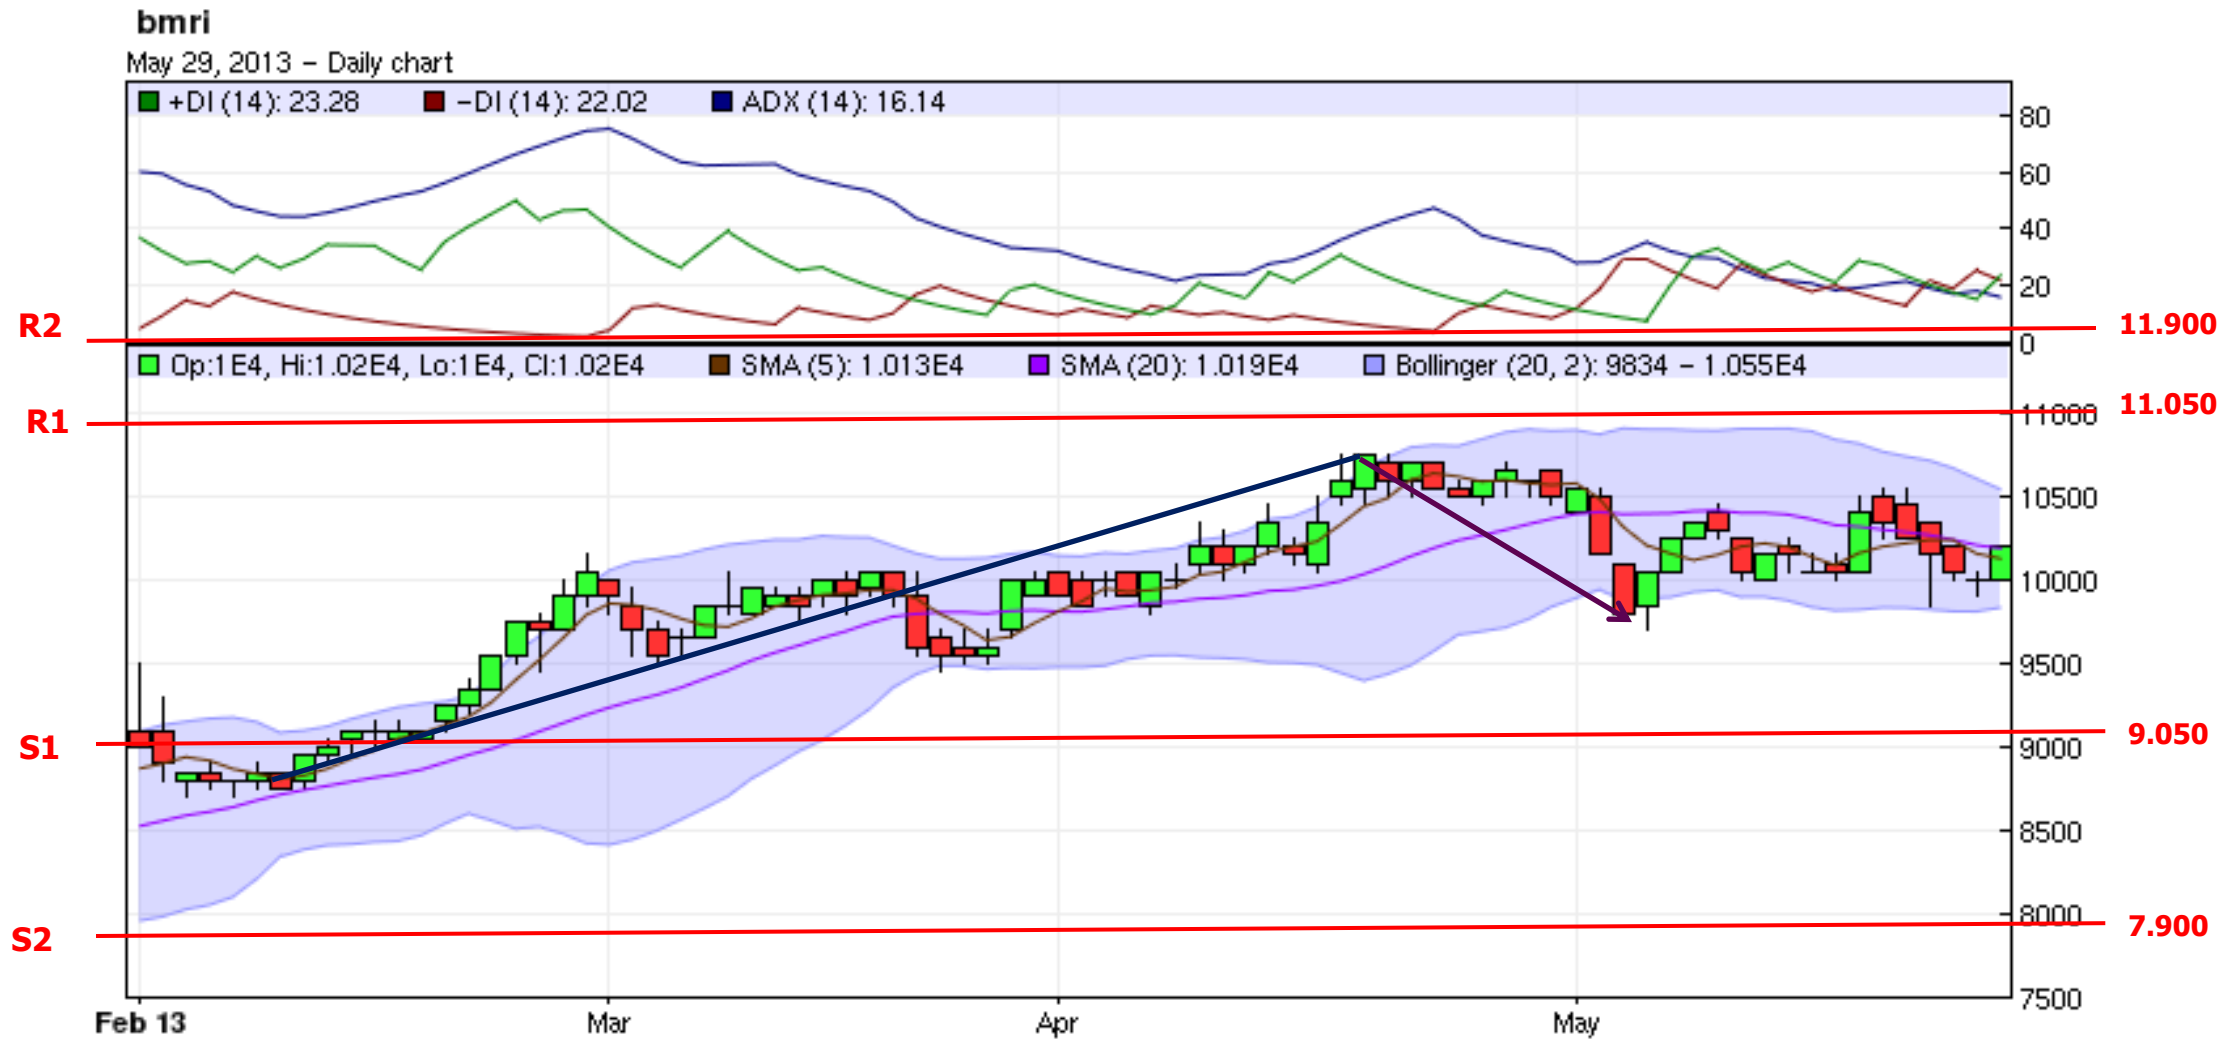 bmri
May 29, 2013 – Daily chart
+DI (14): 23.28 –DI (14): 22.02 ADX (14): 16.14
80
60
40
20
R2 11.900
0
Op:1E4, Hi:1.02E4, Lo:1E4, Cl:1.02E4 SMA (5): 1.013E4 SMA (20): 1.019E4 Bollinger (20, 2): 9834 – 1.055E4
R1 11.050
11000
10500
10000
9500
S1 9.050
9000
8500
8000
S2 7.900
7500
Feb 13 Mar Apr May